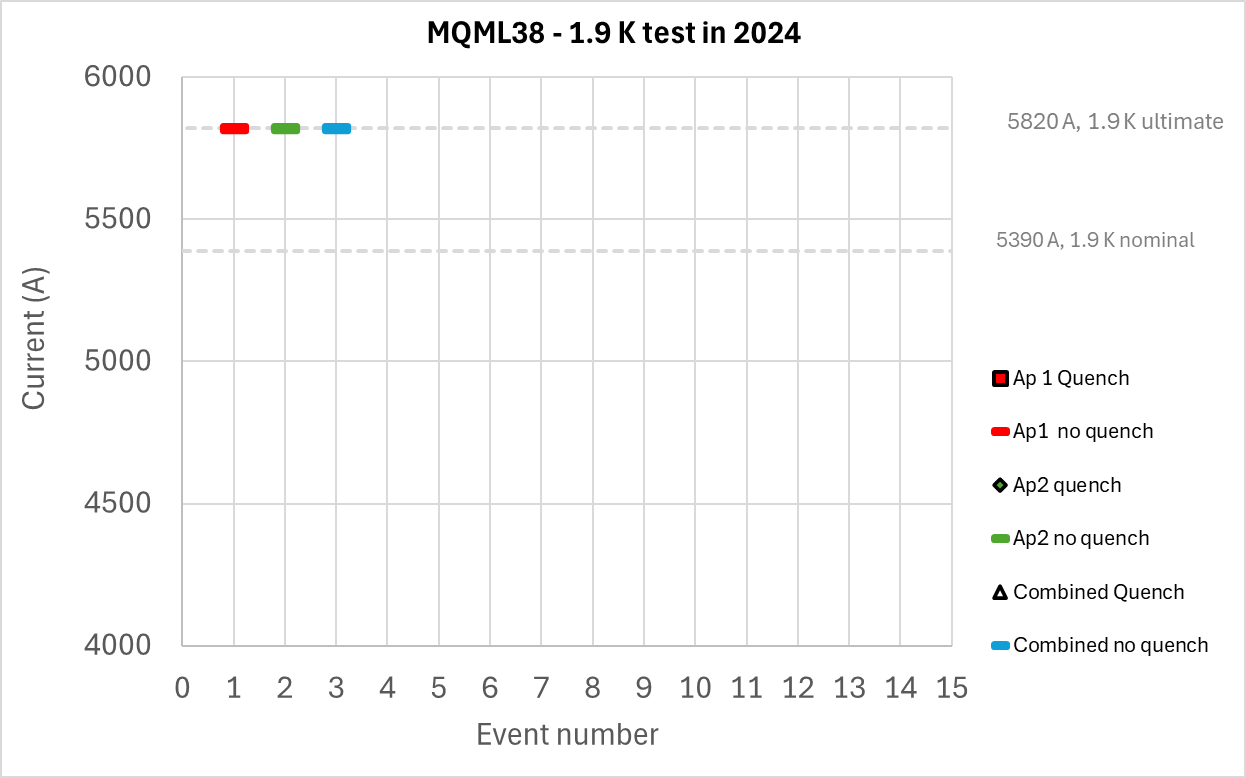 MQML38 - 1.9 K test in 2024
6000
5500
5000
4500
4000
Current (A)
0 1 2 3 4 5 6 7 8 9 10 11 12 13 14 15
Event number
5820 A, 1.9 K ultimate
5390 A, 1.9 K nominal
Ap 1 Quench
Ap1 no quench
Ap2 quench
Ap2 no quench
Combined Quench
Combined no quench